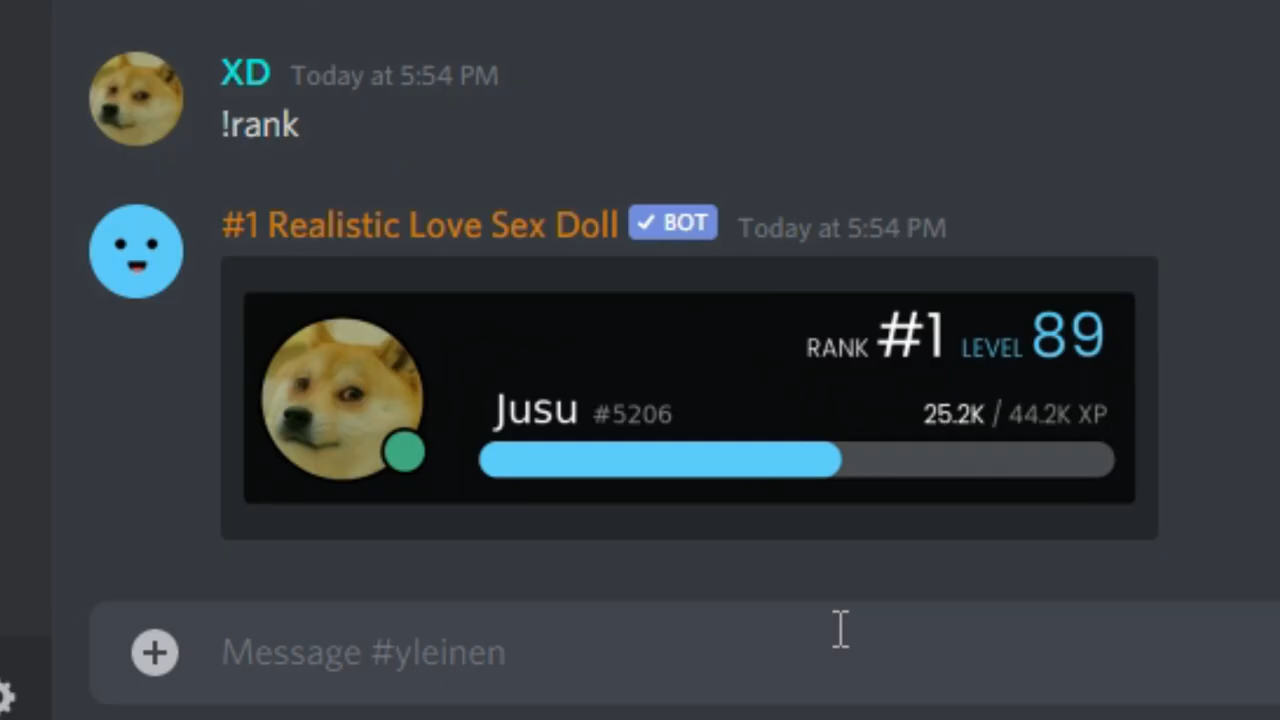 XD Today at 5:54 PM
!rank
#1 Realistic Love Sex Doll ✓ BOT Today at 5:54 PM
RANK #1 LEVEL 89
Jusu #5206 25.2K / 44.2K XP
Message #yleinen